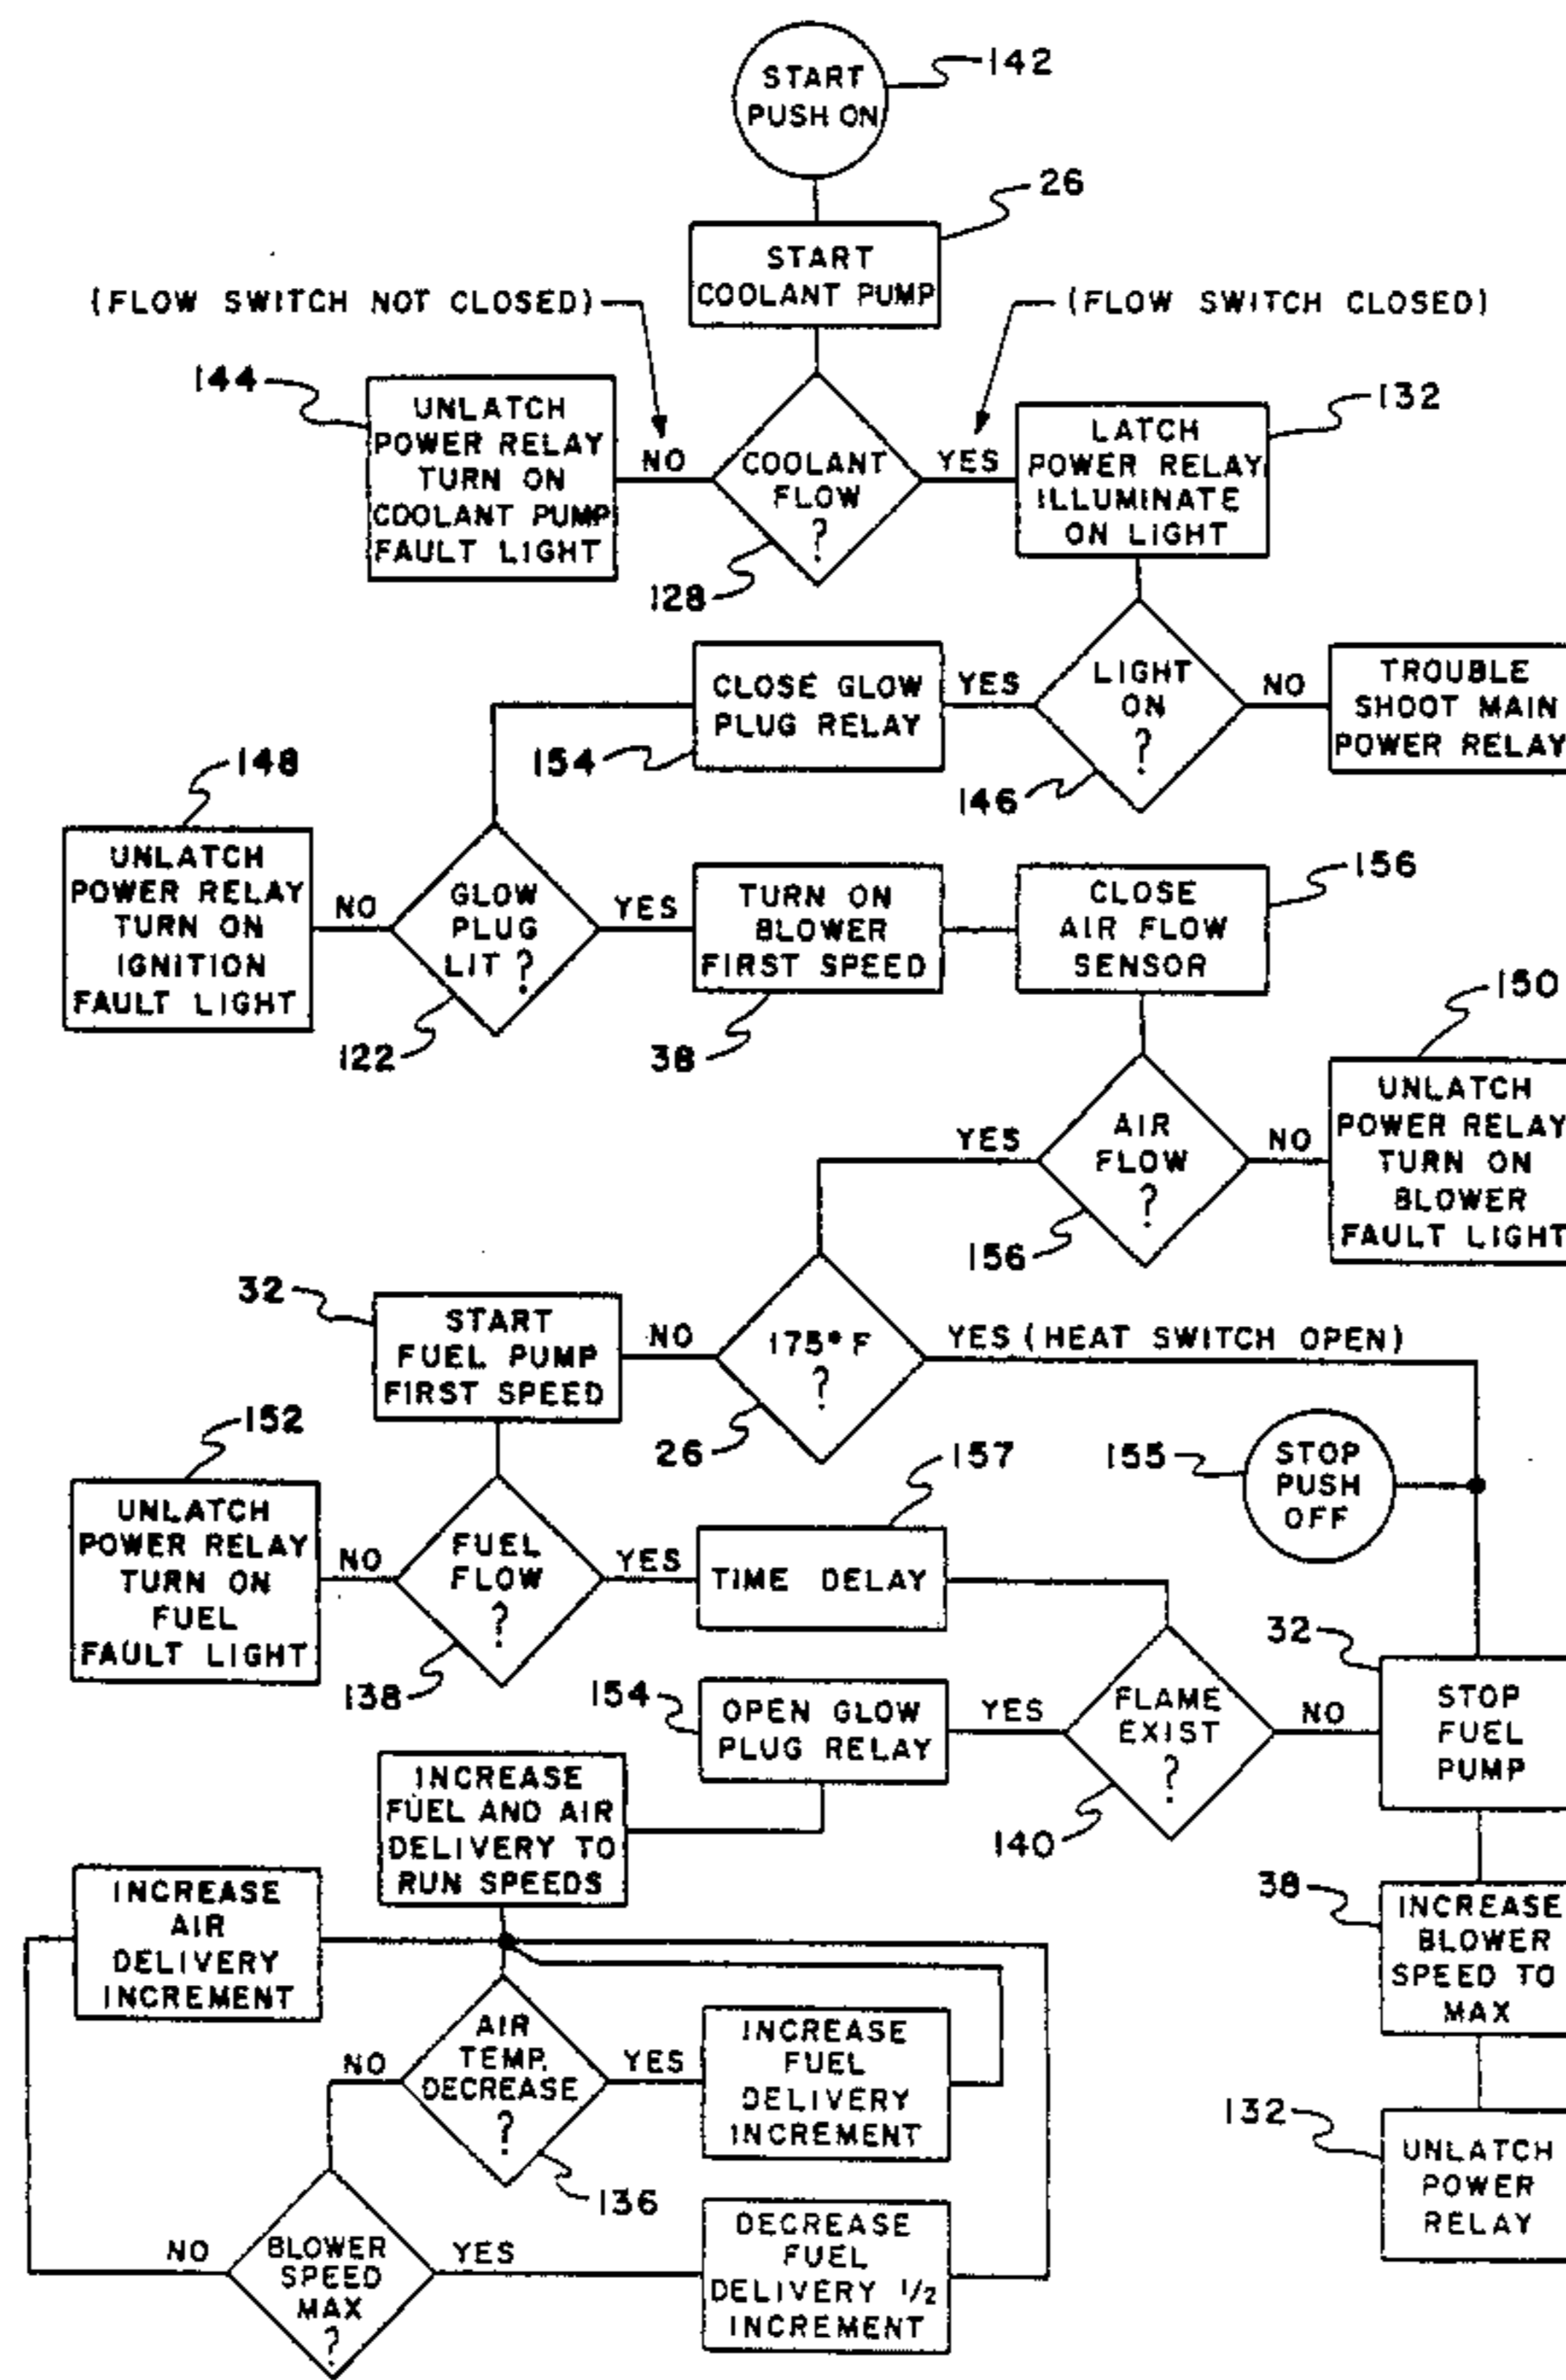 START
PUSH ON
142
26
START
COOLANT PUMP
(FLOW SWITCH NOT CLOSED)
(FLOW SWITCH CLOSED)
144
UNLATCH
POWER RELAY
TURN ON
COOLANT PUMP
FAULT LIGHT
NO
COOLANT
FLOW
?
128
YES
132
LATCH
POWER RELAY
ILLUMINATE
ON LIGHT
CLOSE GLOW
PLUG RELAY
154
YES
LIGHT
ON
?
146
NO
TROUBLE
SHOOT MAIN
POWER RELAY
148
UNLATCH
POWER RELAY
TURN ON
IGNITION
FAULT LIGHT
NO
GLOW
PLUG
LIT ?
122
YES
TURN ON
BLOWER
FIRST SPEED
38
CLOSE
AIR FLOW
SENSOR
156
YES
AIR
FLOW
?
156
NO
150
UNLATCH
POWER RELAY
TURN ON
BLOWER
FAULT LIGHT
32
START
FUEL PUMP
FIRST SPEED
NO
175° F
?
26
YES (HEAT SWITCH OPEN)
155
STOP
PUSH
OFF
152
UNLATCH
POWER RELAY
TURN ON
FUEL
FAULT LIGHT
NO
FUEL
FLOW
?
138
YES
157
TIME DELAY
154
OPEN GLOW
PLUG RELAY
YES
FLAME
EXIST
?
140
NO
32
STOP
FUEL
PUMP
INCREASE
FUEL AND AIR
DELIVERY TO
RUN SPEEDS
38
INCREASE
BLOWER
SPEED TO
MAX
INCREASE
AIR
DELIVERY
INCREMENT
NO
AIR
TEMP.
DECREASE
?
136
YES
INCREASE
FUEL
DELIVERY
INCREMENT
132
UNLATCH
POWER
RELAY
NO
BLOWER
SPEED
MAX
?
YES
DECREASE
FUEL
DELIVERY 1/2
INCREMENT